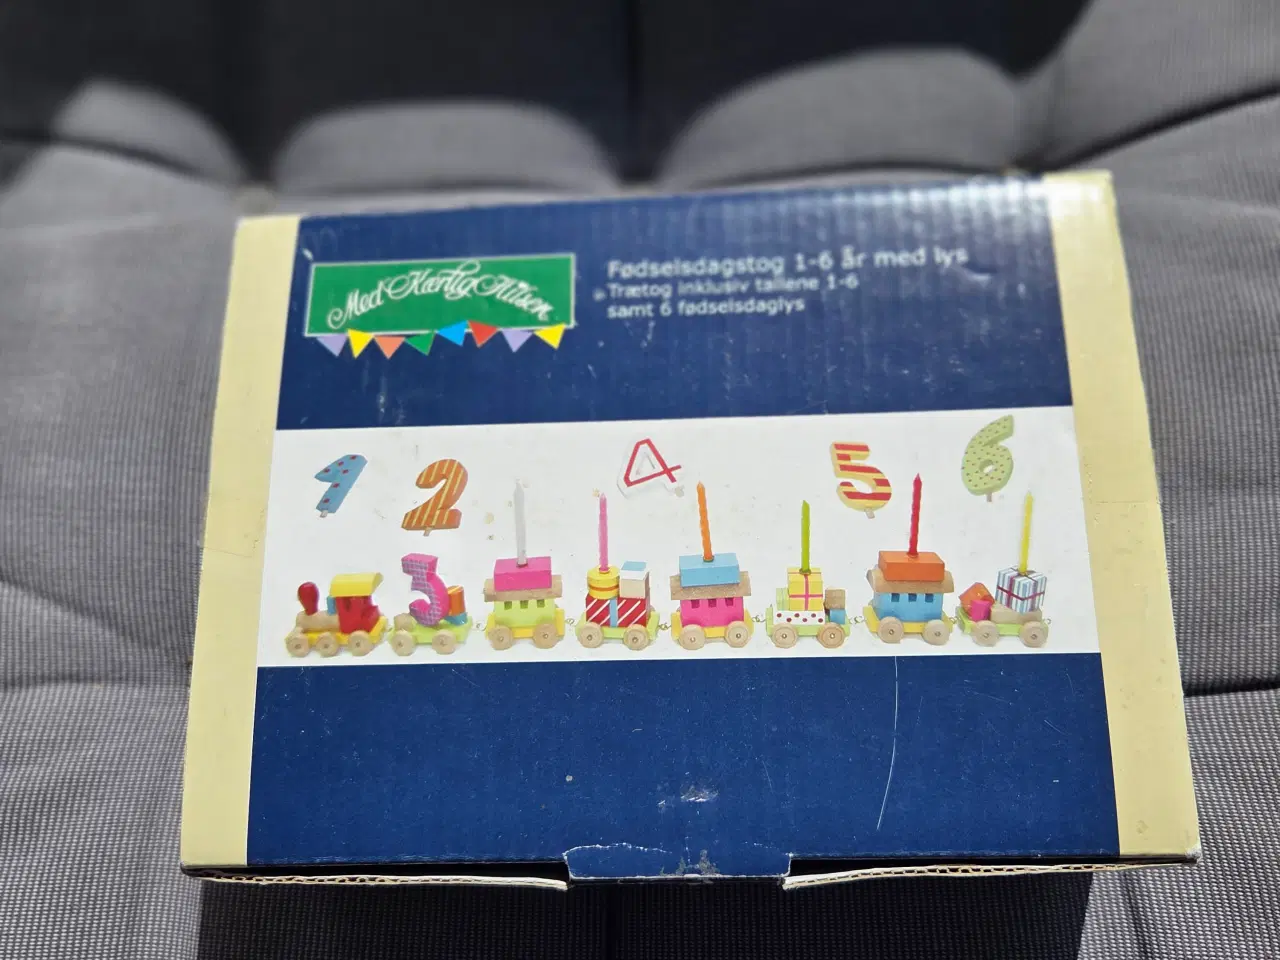 Med Kærlig Hilsen
Fødselsdagstog 1-6 år med lys
Trætog inklusiv tallene 1-6
samt 6 fødselsdaglys
1
2
4
5
6
3